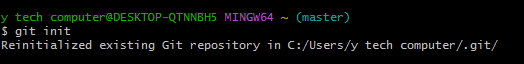 y tech computer@DESKTOP-QTNNBH5 MINGW64 ~ (master)
$ git init
Reinitialized existing Git repository in C:/Users/y tech computer/.git/